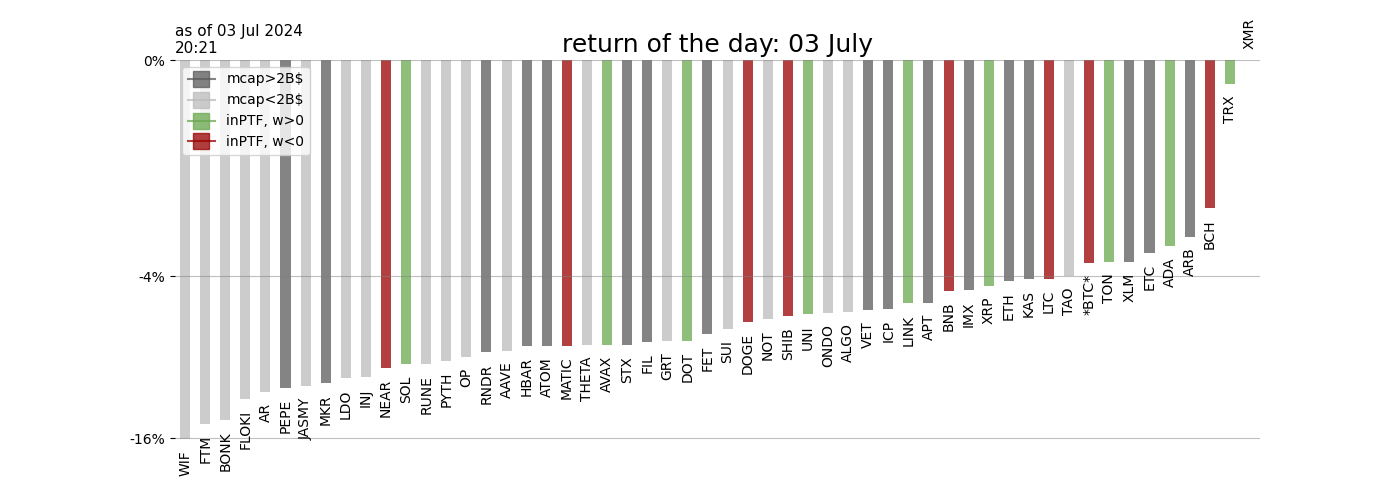 as of 03 Jul 2024
20:21
return of the day: 03 July
XMR
0%
-4%
-16%
mcap>2B$
mcap<2B$
inPTF, w>0
inPTF, w<0
WIF
FTM
BONK
FLOKI
AR
PEPE
JASMY
MKR
LDO
INJ
NEAR
SOL
RUNE
PYTH
OP
RNDR
AAVE
HBAR
ATOM
MATIC
THETA
AVAX
STX
FIL
GRT
DOT
FET
SUI
DOGE
NOT
SHIB
UNI
ONDO
ALGO
VET
ICP
LINK
APT
BNB
IMX
XRP
ETH
KAS
LTC
TAO
*BTC*
TON
XLM
ETC
ADA
ARB
BCH
TRX